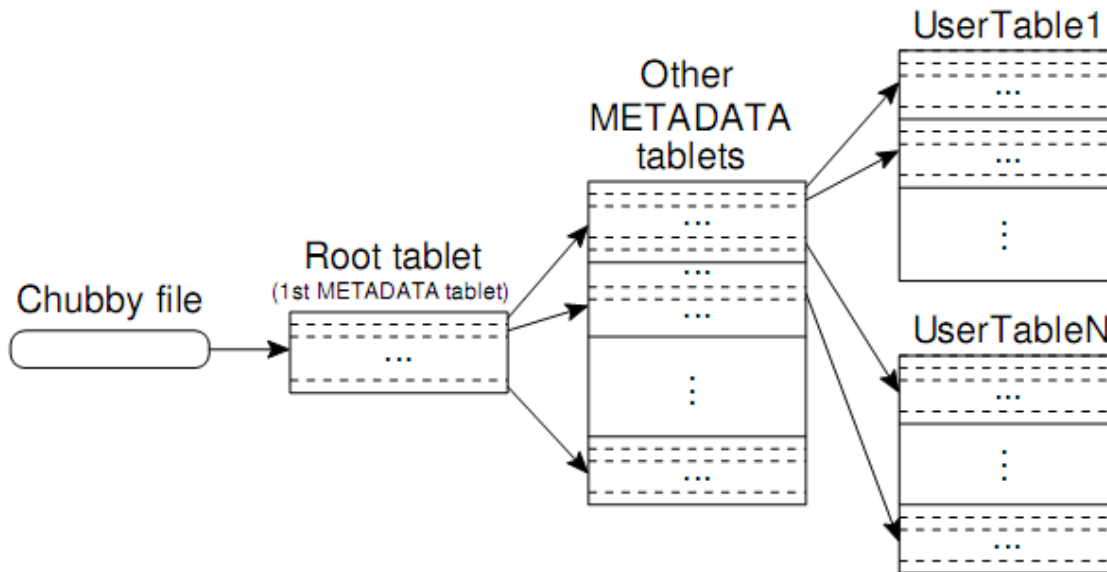 Chubby file
Root tablet
(1st METADATA tablet)
...
Other
METADATA
tablets
...
...
...
...
...
UserTable1
...
...
...
UserTableN
...
...
...